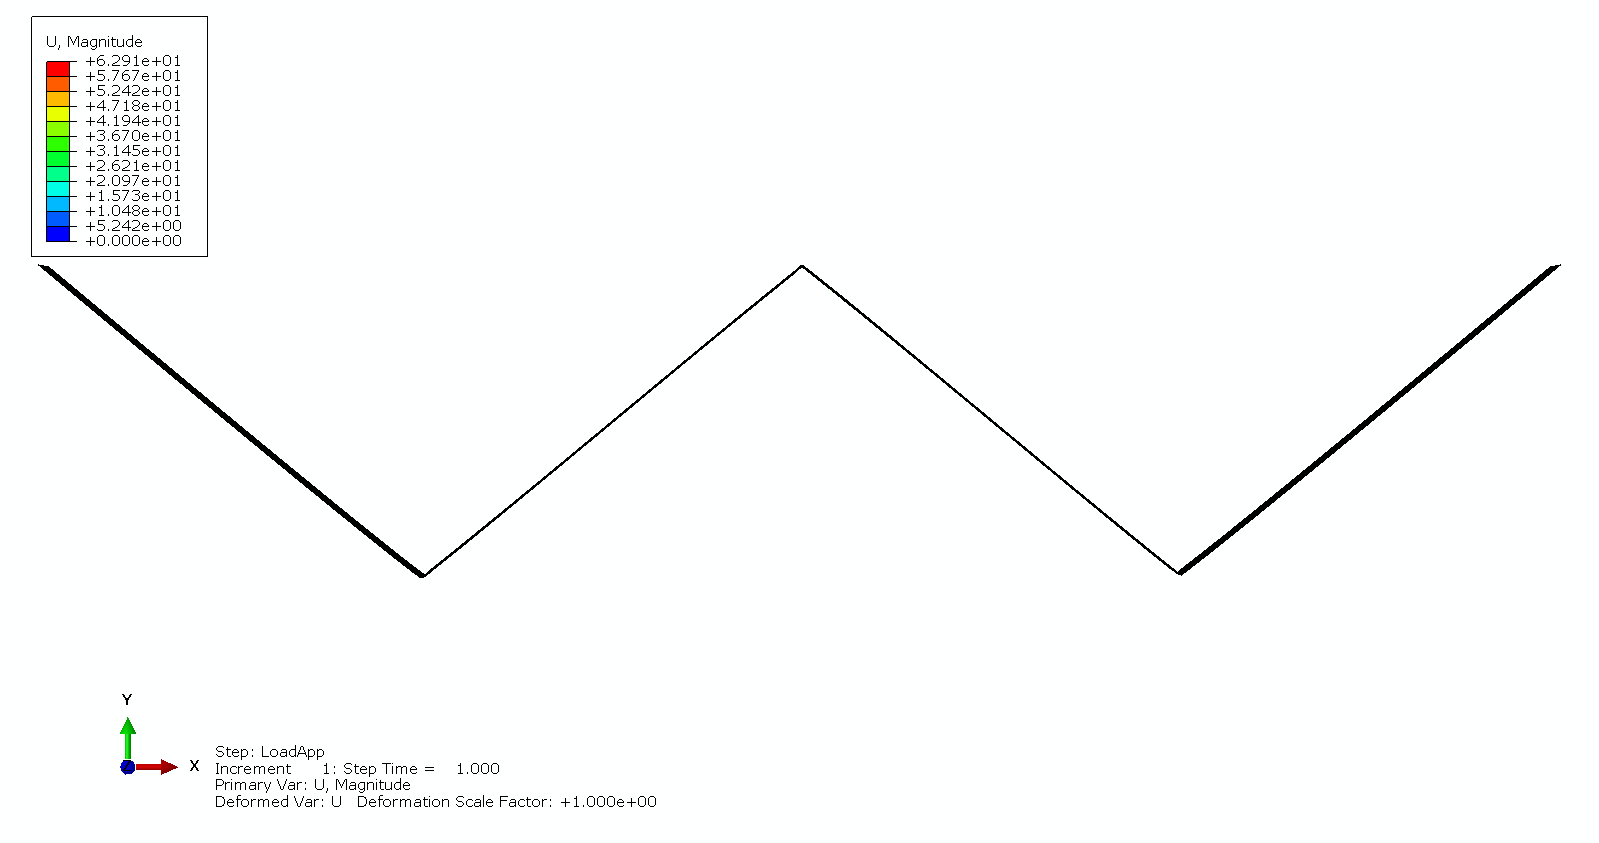 U, Magnitude
+6.291e+01
+5.767e+01
+5.242e+01
+4.718e+01
+4.194e+01
+3.670e+01
+3.145e+01
+2.621e+01
+2.097e+01
+1.573e+01
+1.048e+01
+5.242e+00
+0.000e+00
Y
X
Step: LoadApp
Increment 1: Step Time = 1.000
Primary Var: U, Magnitude
Deformed Var: U Deformation Scale Factor: +1.000e+00